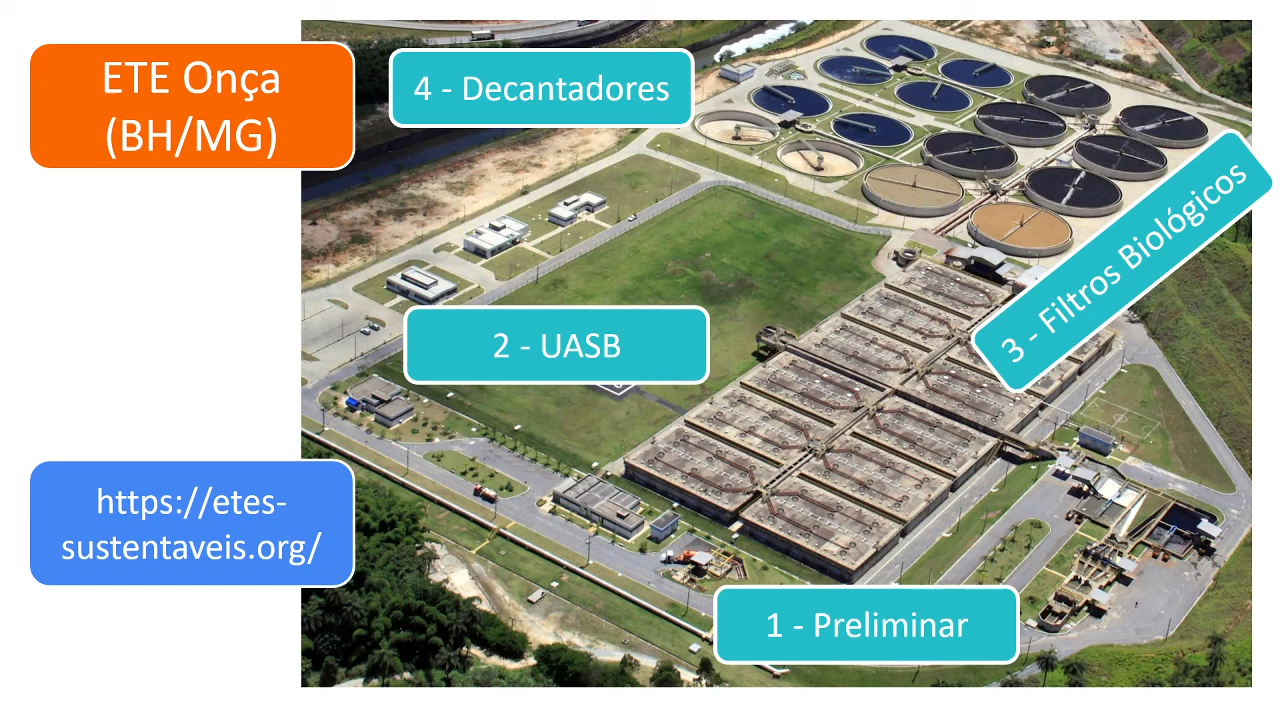 ETE Onça
(BH/MG)
4 - Decantadores
3 - Filtros Biológicos
2 - UASB
https://etes-
sustentaveis.org/
1 - Preliminar